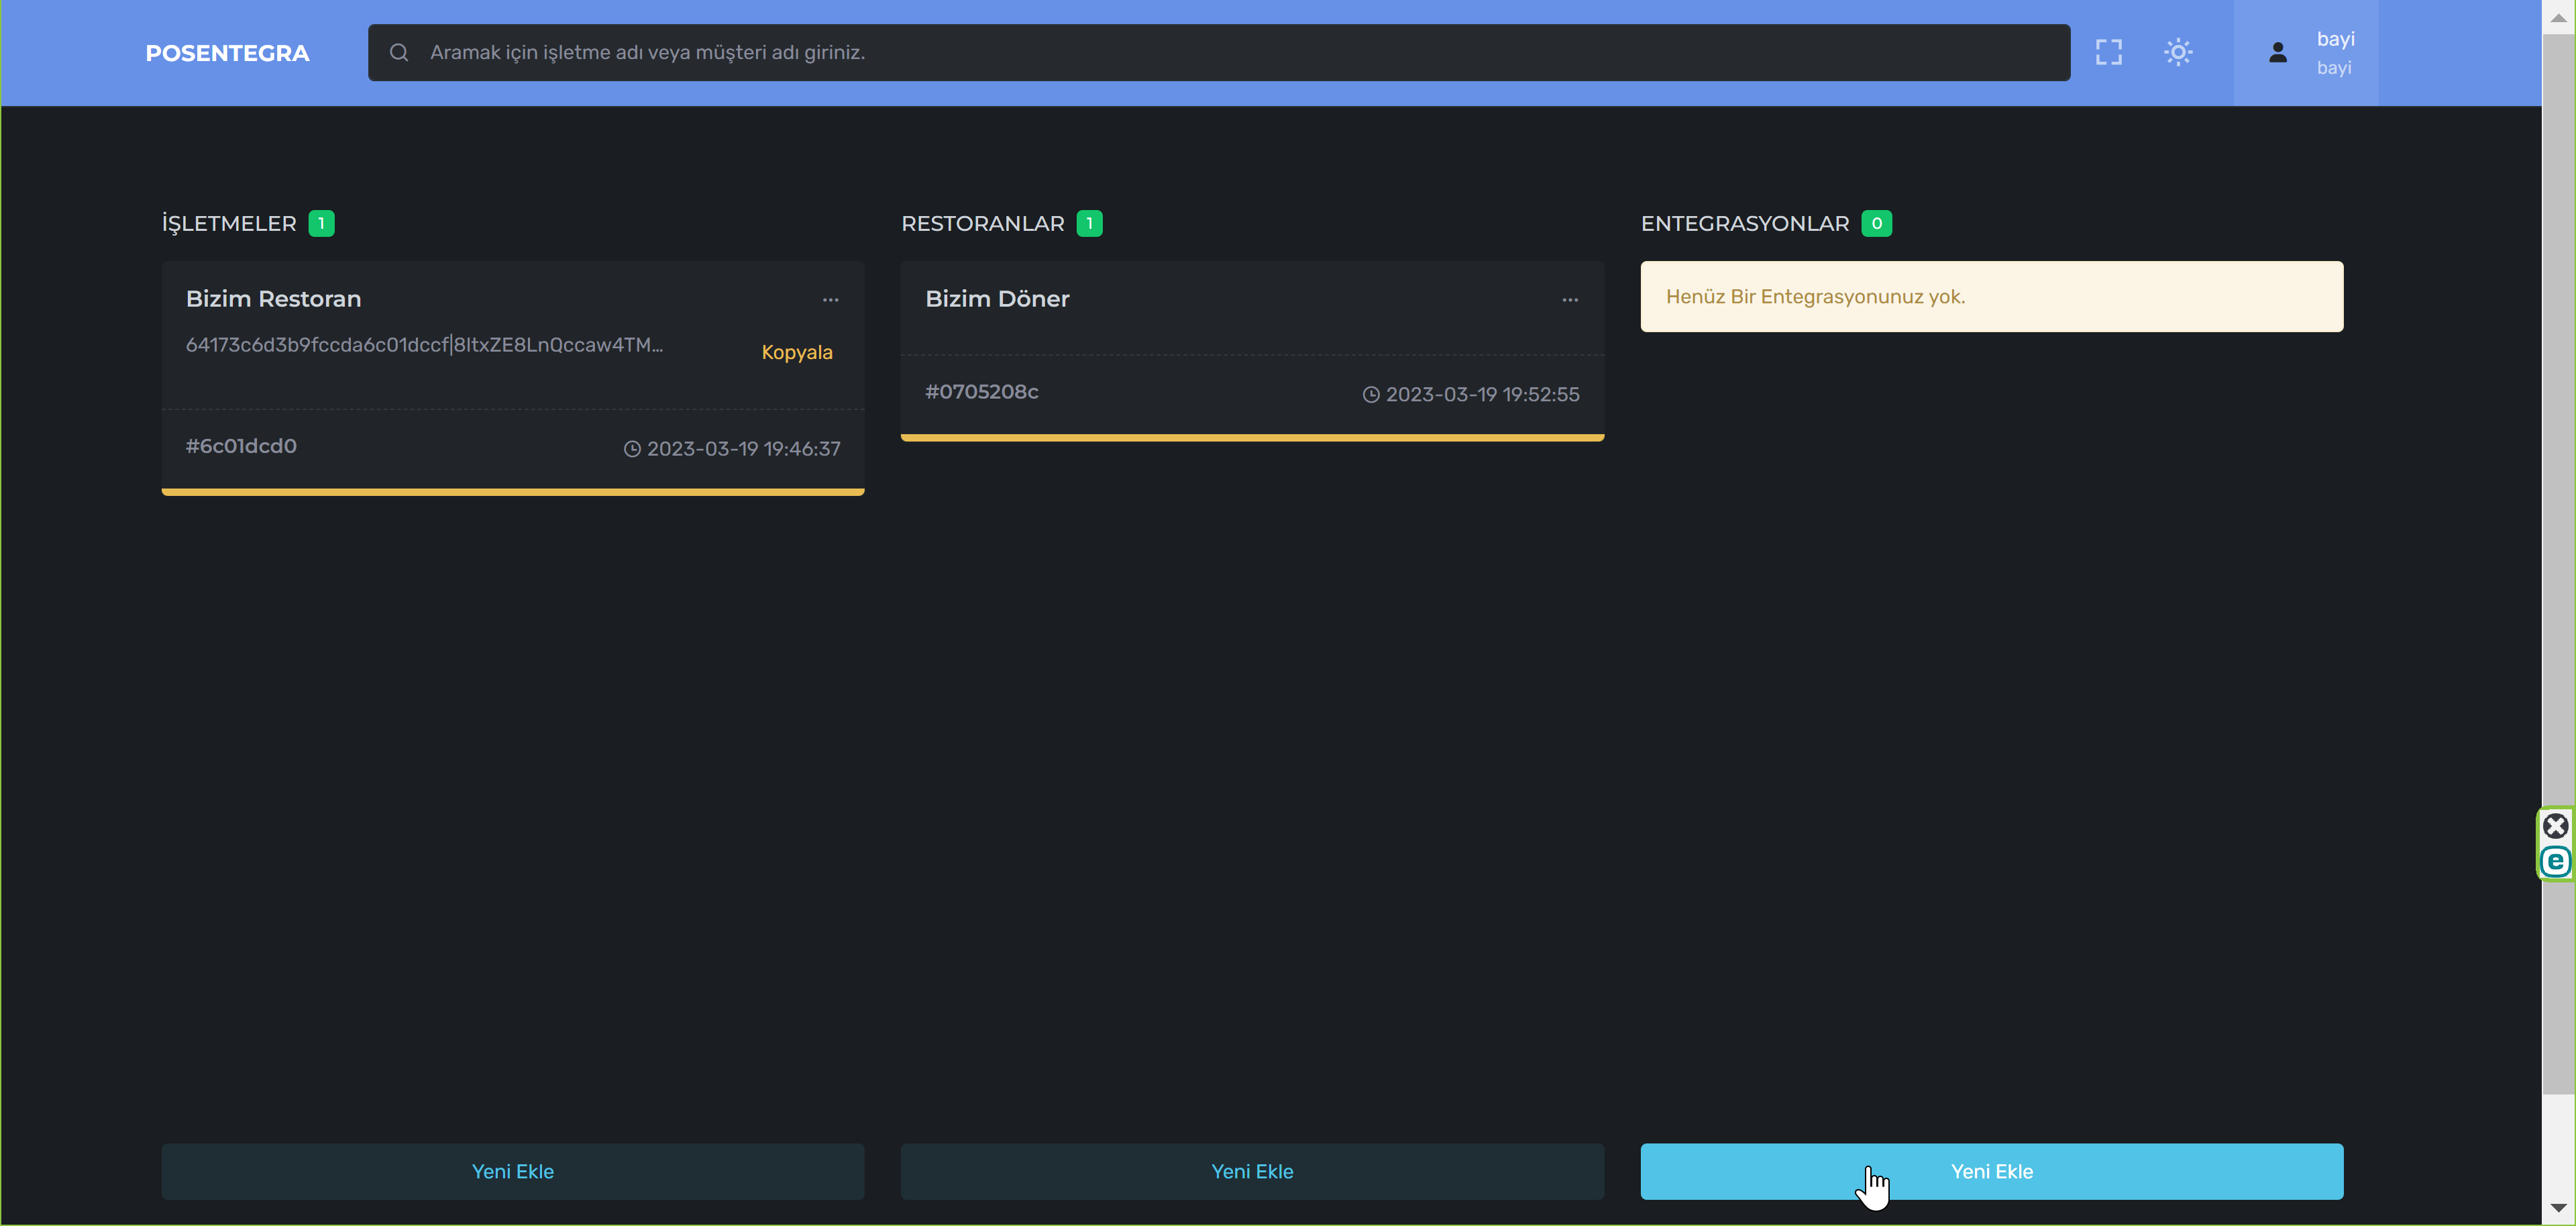 POSENTEGRA
Aramak için işletme adı veya müşteri adı giriniz.
bayi
bayi
İŞLETMELER 1
Bizim Restoran
64173c6d3b9fccda6c01dccf|8ItxZE8LnQccaw4TM...
Kopyala
#6c01dcd0
2023-03-19 19:46:37
RESTORANLAR 1
Bizim Döner
#0705208c
2023-03-19 19:52:55
ENTEGRASYONLAR 0
Henüz Bir Entegrasyonunuz yok.
Yeni Ekle
Yeni Ekle
Yeni Ekle
e